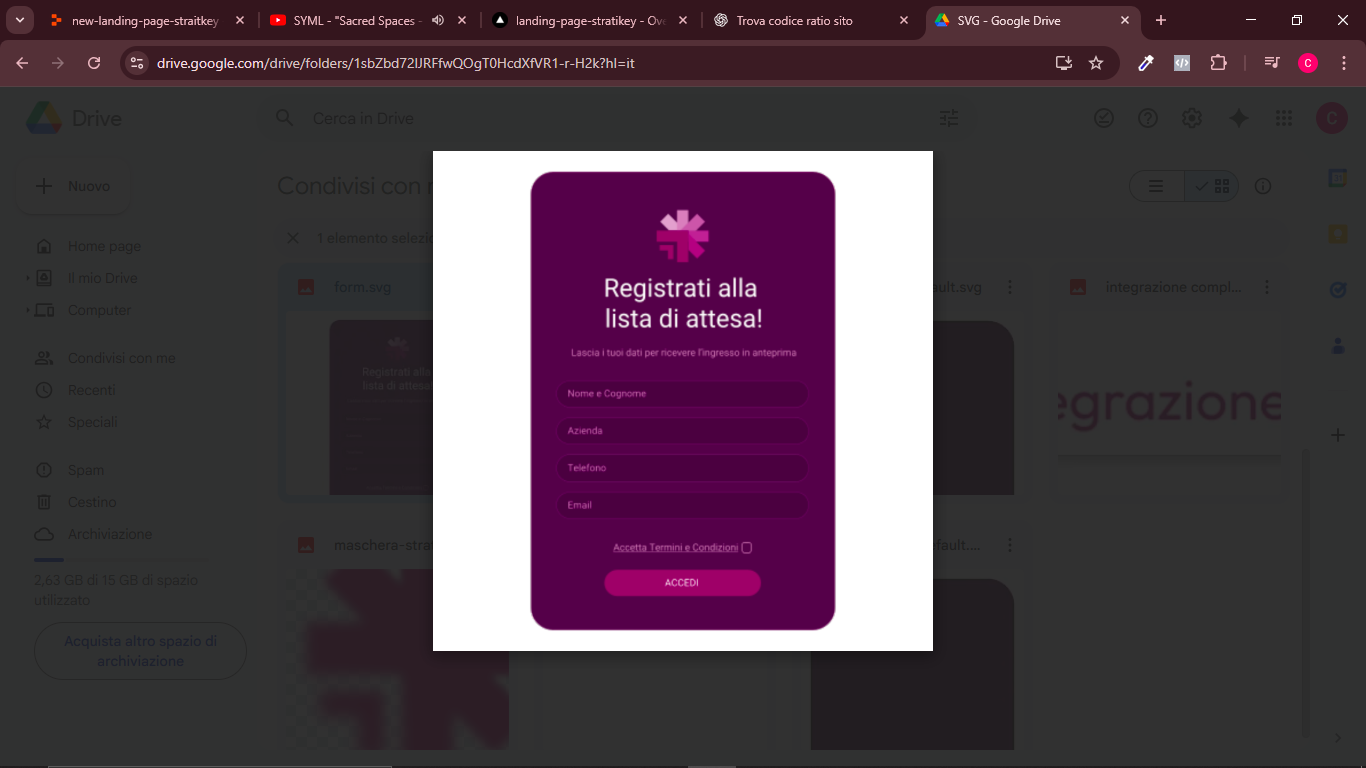 new-landing-page-straitkey
SYML - "Sacred Spaces -
landing-page-stratikey - Ove
Trova codice ratio sito
SVG - Google Drive
drive.google.com/drive/folders/1sbZbd72lJRFfwQOgT0HcdXfVR1-r-H2k?hl=it
C
Drive
Cerca in Drive
C
Nuovo
Condivisi con
1 elemento selezi
Home page
Il mio Drive
Computer
Condivisi con me
Recenti
Speciali
Spam
Cestino
Archiviazione
2,63 GB di 15 GB di spazio
utilizzato
Acquista altro spazio di
archiviazione
form.svg
Registrati alla
lista di attesa!
ault.svg
integrazione compl...
egrazione
maschera-stra
fault....
Registrati alla
lista di attesa!
Lascia i tuoi dati per ricevere l'ingresso in anteprima
Nome e Cognome
Azienda
Telefono
Email
Accetta Termini e Condizioni
ACCEDI